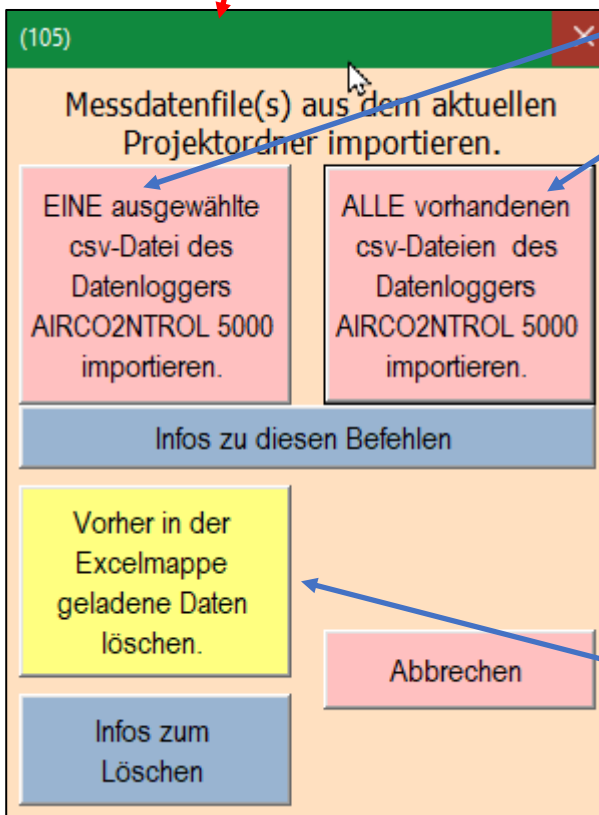 (105)
Messdatenfile(s) aus dem aktuellen
Projektordner importieren.
EINE ausgewählte
csv-Datei des
Datenloggers
AIRCO2NTROL 5000
importieren.
ALLE vorhandenen
csv-Dateien des
Datenloggers
AIRCO2NTROL 5000
importieren.
Infos zu diesen Befehlen
Vorher in der
Excelmappe
geladene Daten
löschen.
Abbrechen
Infos zum
Löschen